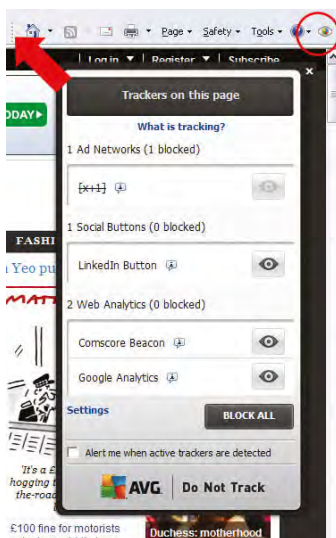 Page Safety Tools
Log in Register Subscribe
x
Trackers on this page
ODAY
What is tracking?
1 Ad Networks (1 blocked)
[x+1]
1 Social Buttons (0 blocked)
FASHI
LinkedIn Button
Yeo pu
2 Web Analytics (0 blocked)
MATT
Comscore Beacon
Google Analytics
Settings
BLOCK ALL
Alert me when active trackers are detected
'It's a £
hogging t
the-road
AVG. Do Not Track
£100 fine for motorists
Duchess: motherhood